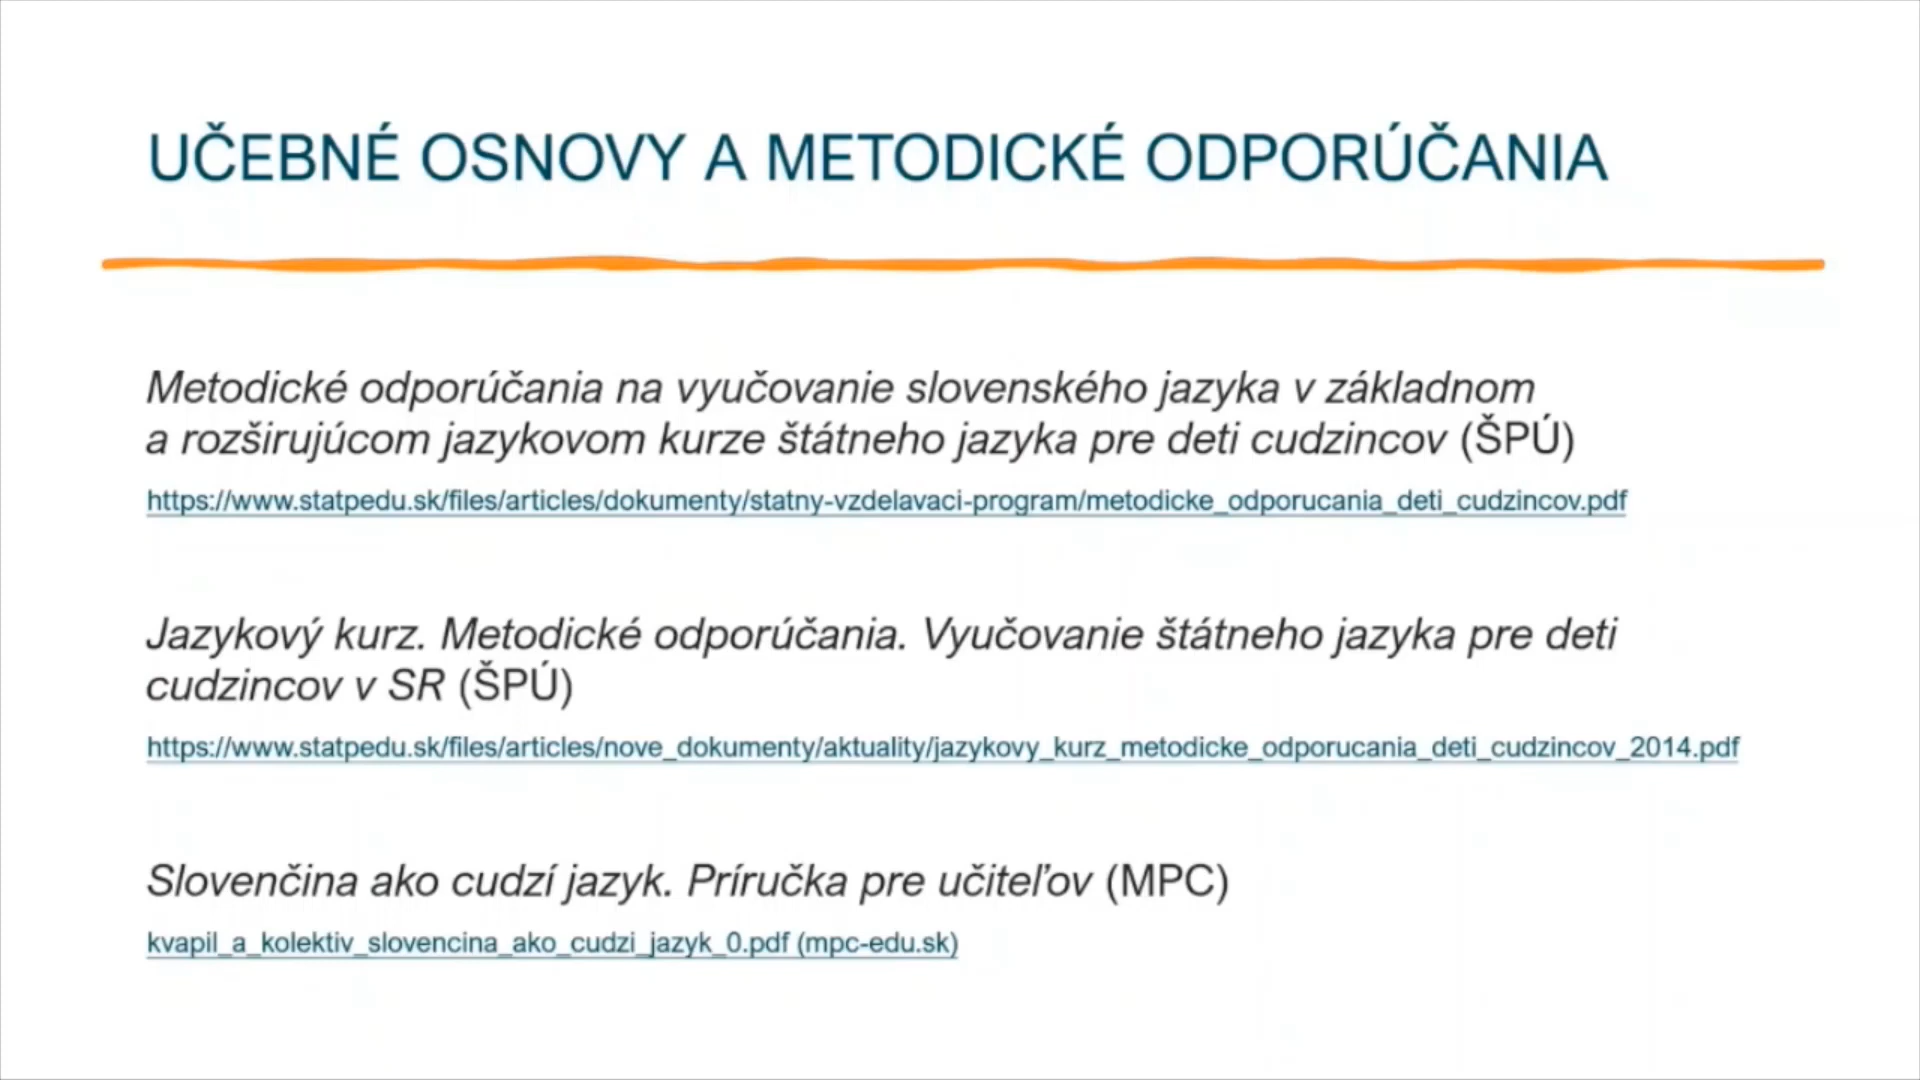 UČEBNÉ OSNOVY A METODICKÉ ODPORÚČANIA
Metodické odporúčania na vyučovanie slovenského jazyka v základnom
a rozširujúcom jazykovom kurze štátneho jazyka pre deti cudzincov (ŠPÚ)
https://www.statpedu.sk/files/articles/dokumenty/statny-vzdelavaci-program/metodicke_odporucania_deti_cudzincov.pdf
Jazykový kurz. Metodické odporúčania. Vyučovanie štátneho jazyka pre deti
cudzincov v SR (ŠPÚ)
https://www.statpedu.sk/files/articles/nove_dokumenty/aktuality/jazykovy_kurz_metodicke_odporucania_deti_cudzincov_2014.pdf
Slovenčina ako cudzí jazyk. Príručka pre učiteľov (MPC)
kvapil_a_kolektiv_slovencina_ako_cudzi_jazyk_0.pdf (mpc-edu.sk)